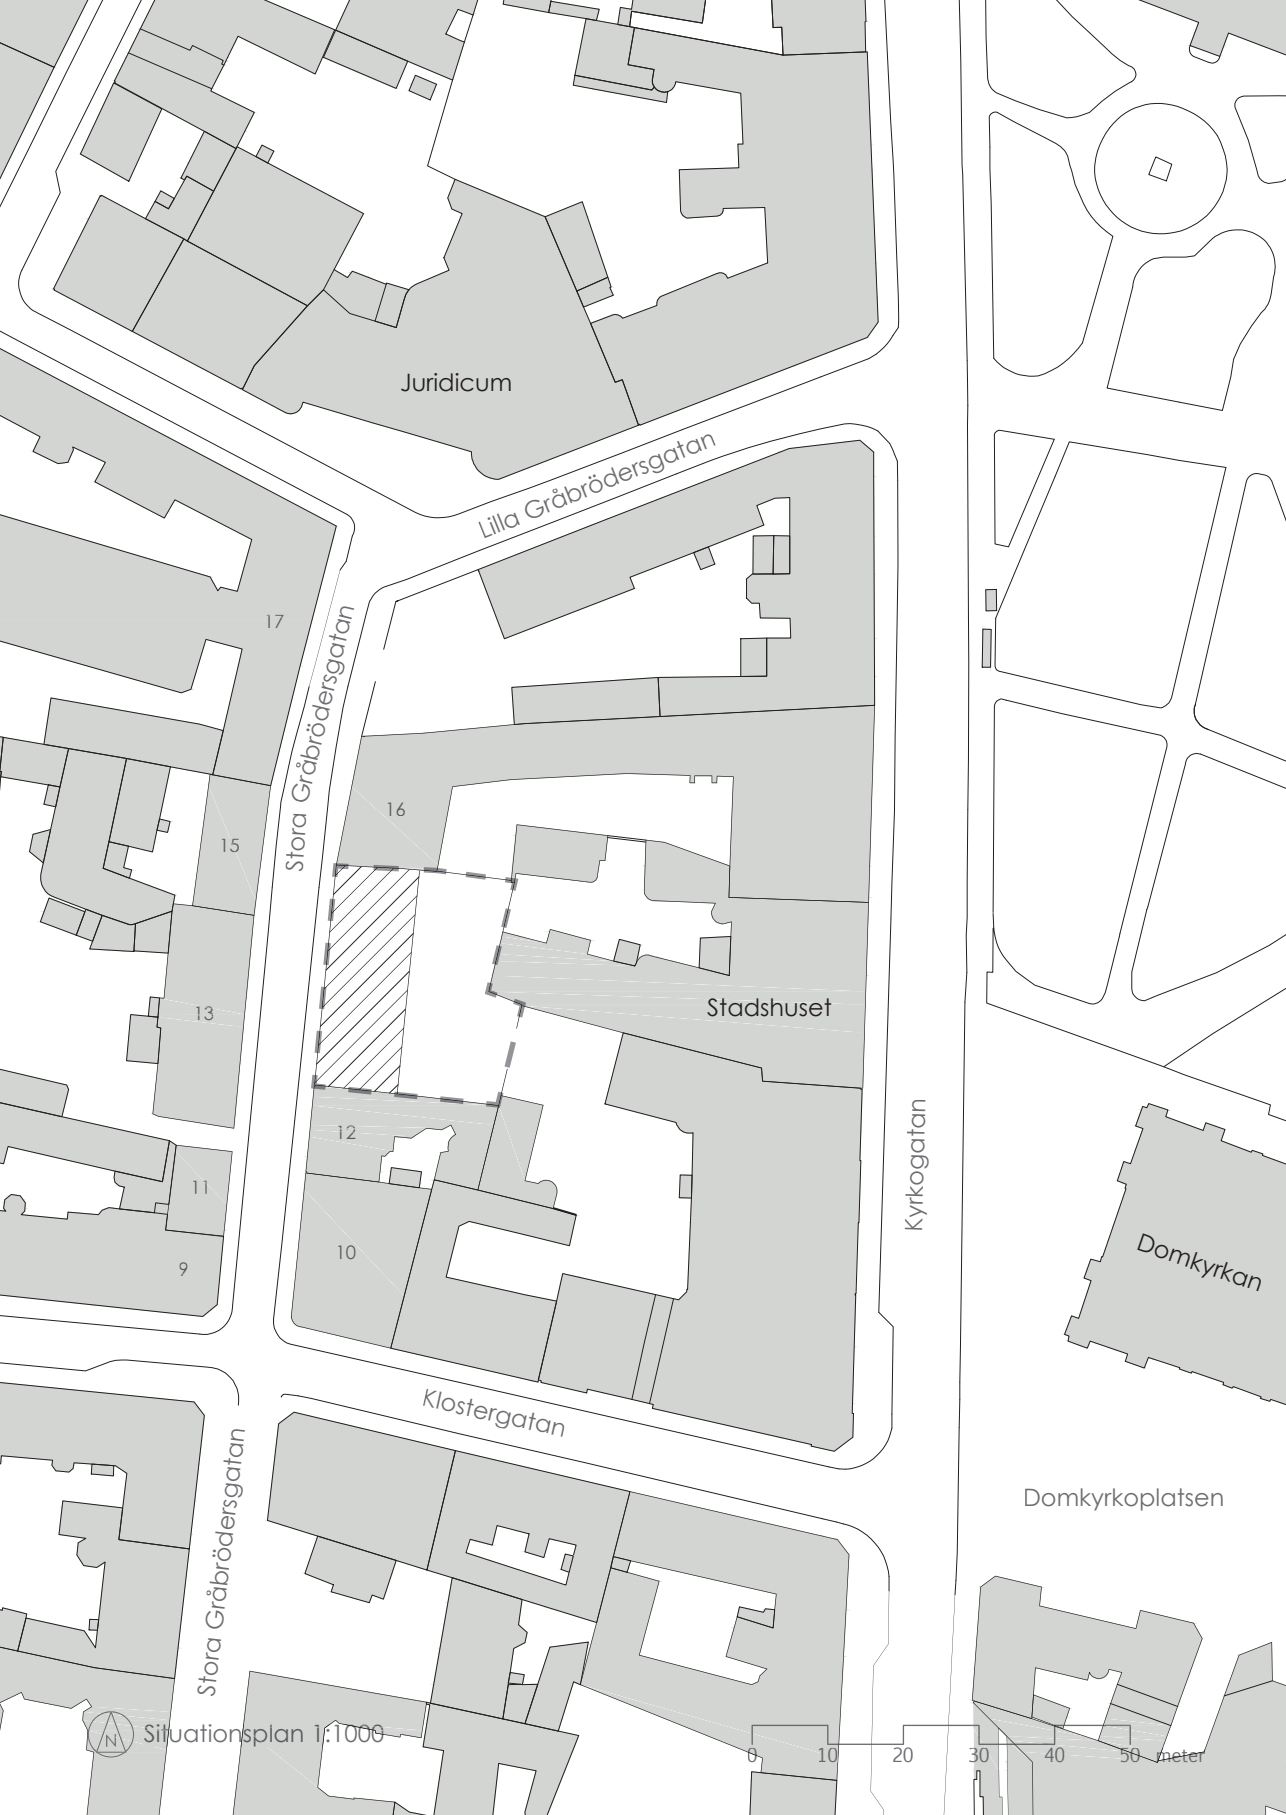 Juridicum
Lilla Gråbrödersgatan
17
Stora Gråbrödersgatan
16
15
Stadshuset
13
12
Kyrkogatan
11
10
Domkyrkan
9
Klostergatan
Domkyrkoplatsen
Stora Gråbrödersgatan
N
Situationsplan 1:1000
0 10 20 30 40 50 meter